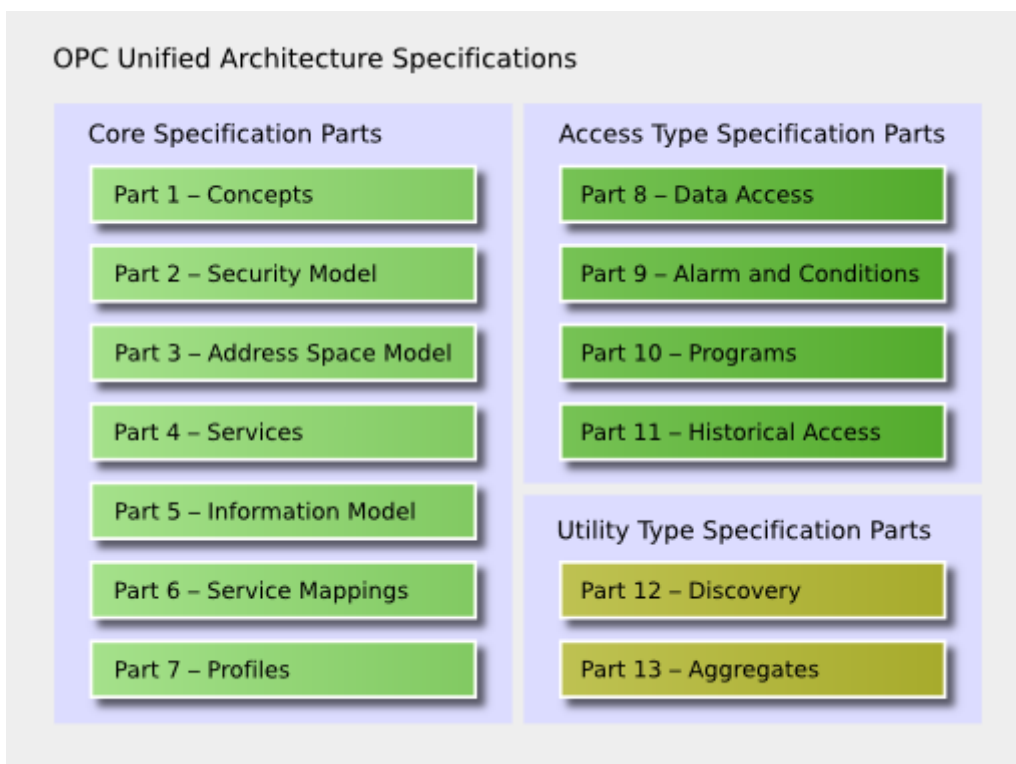 OPC Unified Architecture Specifications
Core Specification Parts
Part 1 – Concepts
Part 2 – Security Model
Part 3 – Address Space Model
Part 4 – Services
Part 5 – Information Model
Part 6 – Service Mappings
Part 7 – Profiles
Access Type Specification Parts
Part 8 – Data Access
Part 9 – Alarm and Conditions
Part 10 – Programs
Part 11 – Historical Access
Utility Type Specification Parts
Part 12 – Discovery
Part 13 – Aggregates